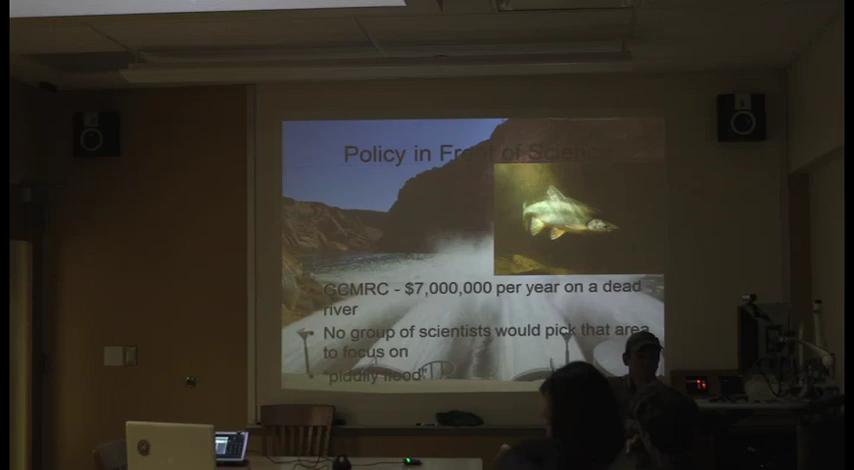 Policy in Front of Science
GCMRC - $7,000,000 per year on a dead
river
No group of scientists would pick that area
to focus on
"piddily flood"